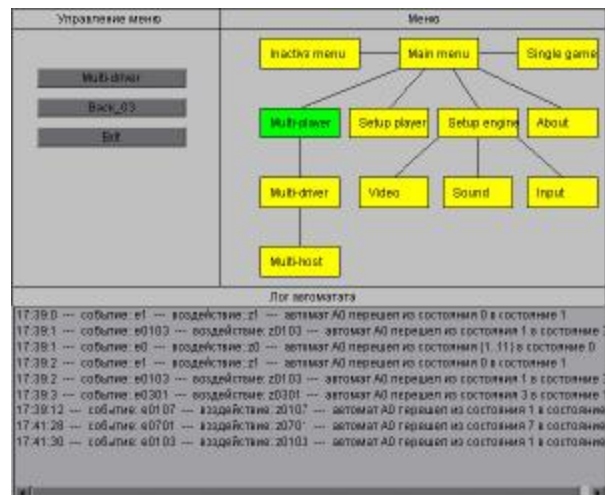 Управление меню
Меню
Multi-driver
Back_03
Exit
Inactive menu
Main menu
Single game
Multi-player
Setup player
Setup engine
About
Multi-driver
Video
Sound
Input
Multi-host
Лог автоматата
17:39:0 --- событие: e1 --- воздействие: z1 --- автомат A0 перешел из состояния 0 в состояние 1
17:39:1 --- событие: e0103 --- воздействие: z0103 --- автомат A0 перешел из состояния 1 в состояние
17:39:1 --- событие: e0 --- воздействие: z0 --- автомат A0 перешел из состояния [1..11] в состояние 0
17:39:2 --- событие: e1 --- воздействие: z1 --- автомат A0 перешел из состояния 0 в состояние 1
17:39:2 --- событие: e0103 --- воздействие: z0103 --- автомат A0 перешел из состояния 1 в состояние
17:39:3 --- событие: e0301 --- воздействие: z0301 --- автомат A0 перешел из состояния 3 в состояние
17:39:12 --- событие: e0107 --- воздействие: z0107 --- автомат A0 перешел из состояния 1 в состояние
17:41:28 --- событие: e0701 --- воздействие: z0701 --- автомат A0 перешел из состояния 7 в состояние
17:41:30 --- событие: e0103 --- воздействие: z0103 --- автомат A0 перешел из состояния 1 в состояние